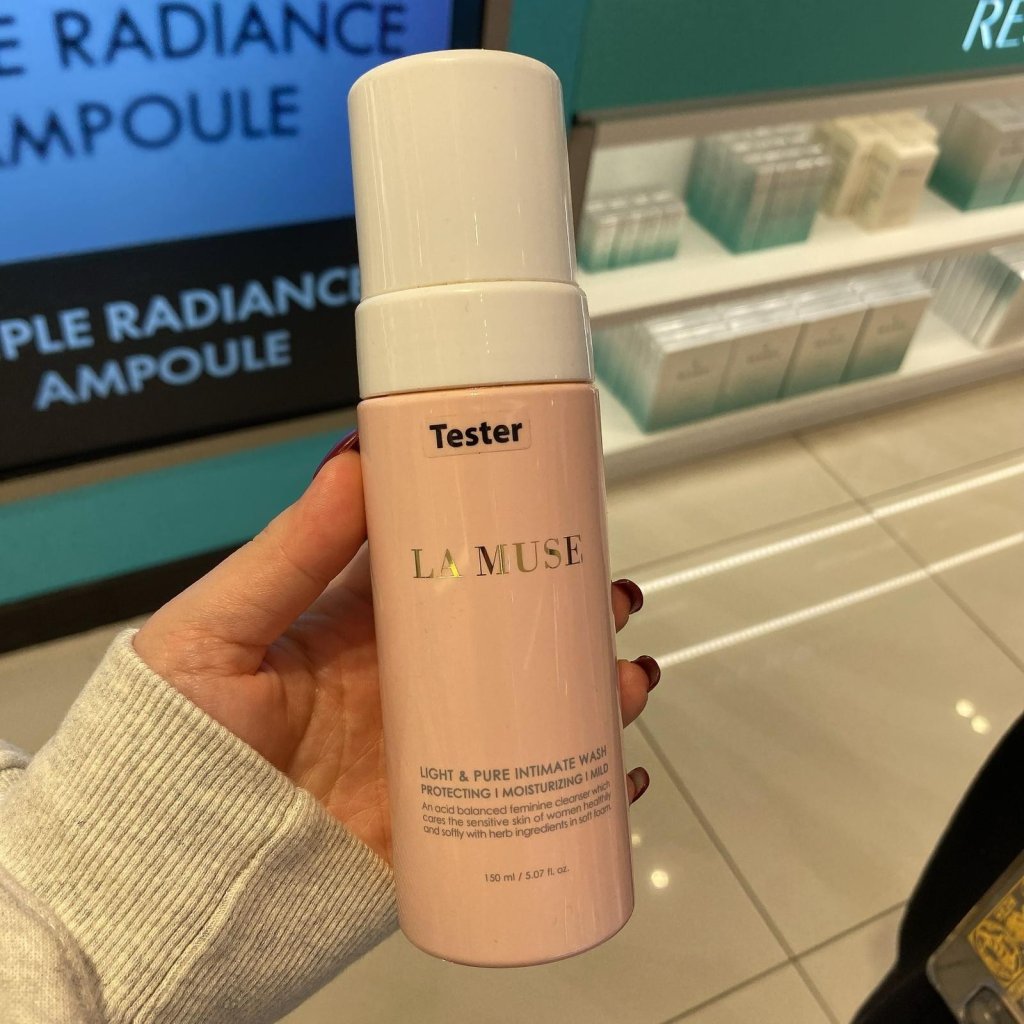 E RADIANCE
AMPOULE
PLE RADIANCE
AMPOULE
RES
Tester
LA MUSE
LIGHT & PURE INTIMATE WASH
PROTECTING I MOISTURIZING I MILD
An acid balanced feminine cleanser which
cares the sensitive skin of women healthily
and softly with herb ingredients in soft foam.
150 ml / 5.07 fl. oz.